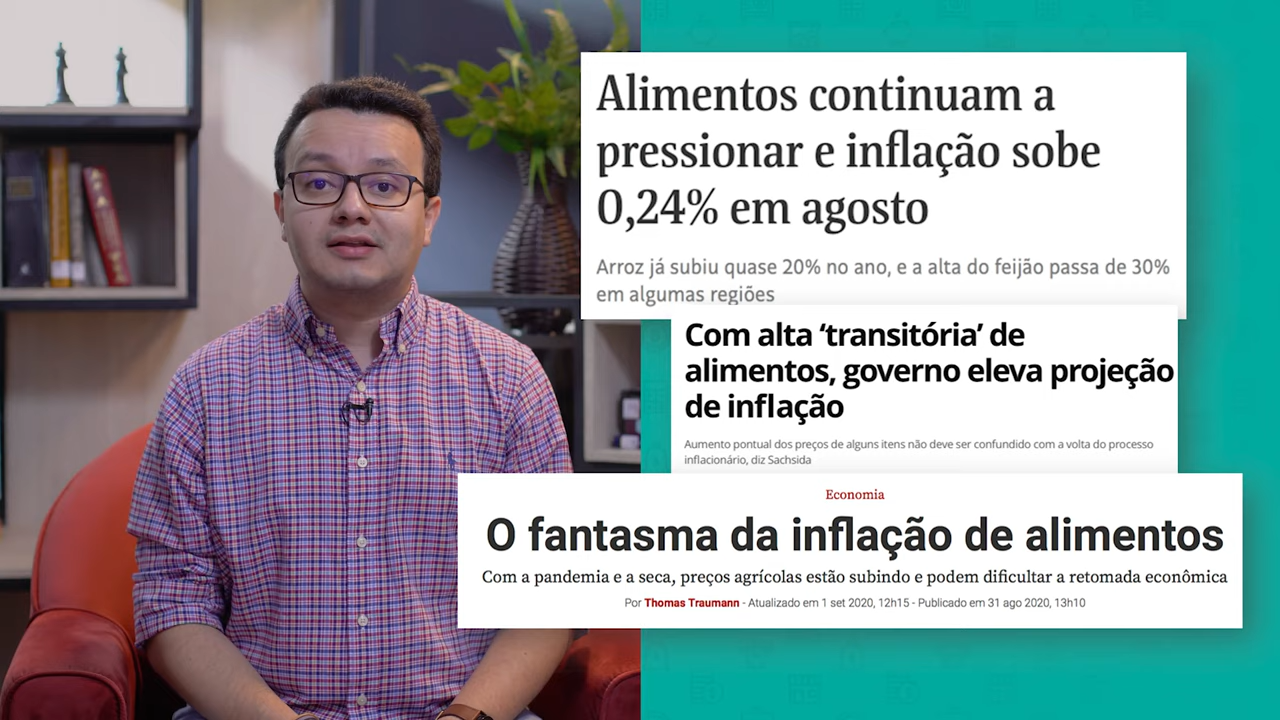 Alimentos continuam a
pressionar e inflação sobe
0,24% em agosto
Arroz já subiu quase 20% no ano, e a alta do feijão passa de 30%
em algumas regiões
Com alta ‘transitória’ de
alimentos, governo eleva projeção
de inflação
Aumento pontual dos preços de alguns itens não deve ser confundido com a volta do processo
inflacionário, diz Sachsida
Economia
O fantasma da inflação de alimentos
Com a pandemia e a seca, preços agrícolas estão subindo e podem dificultar a retomada econômica
Por Thomas Traumann - Atualizado em 1 set 2020, 12h15 - Publicado em 31 ago 2020, 13h10